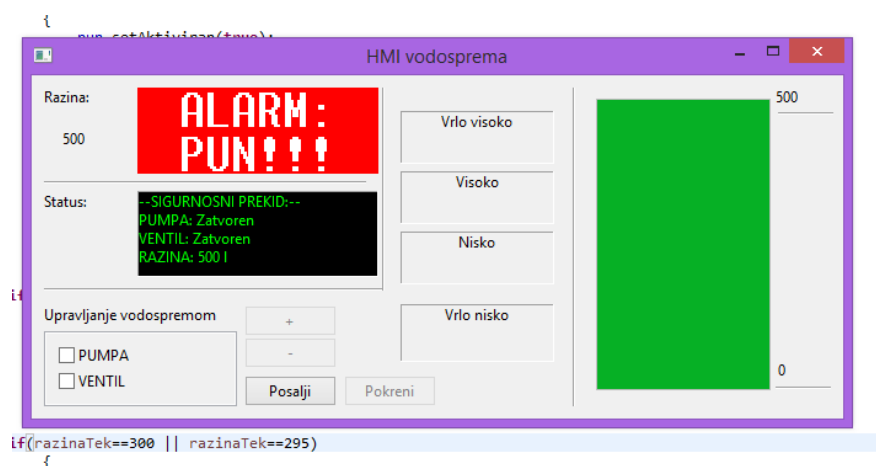 {
pun.setAktiviran(true);
HMI vodosprema
Razina:
500
ALARM:
PUN!!!
Status:
--SIGURNOSNI PREKID:--
PUMPA: Zatvoren
VENTIL: Zatvoren
RAZINA: 500 l
Upravljanje vodospremom
PUMPA
VENTIL
+
-
Posalji
Pokreni
Vrlo visoko
Visoko
Nisko
Vrlo nisko
500
0
if
if(razinaTek==300 || razinaTek==295)
{